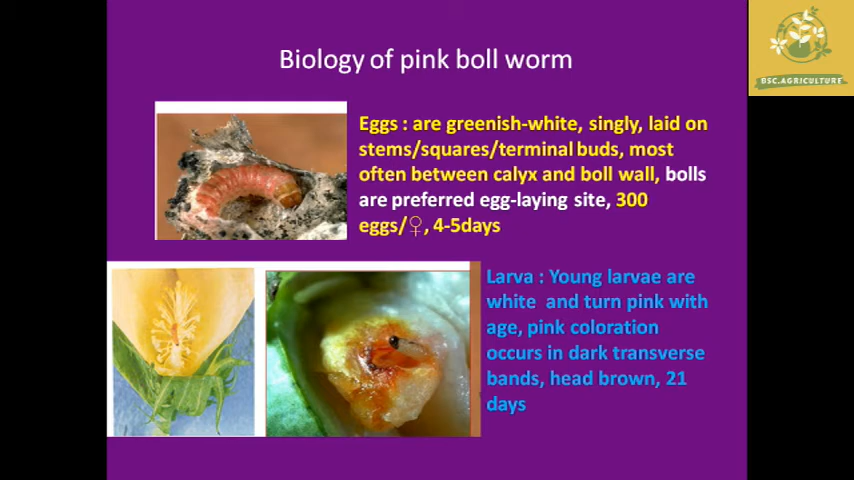 BSC.AGRICULTURE
Biology of pink boll worm
Eggs : are greenish-white, singly, laid on
stems/squares/terminal buds, most
often between calyx and boll wall, bolls
are preferred egg-laying site, 300
eggs/♀, 4-5days
Larva : Young larvae are
white and turn pink with
age, pink coloration
occurs in dark transverse
bands, head brown, 21
days